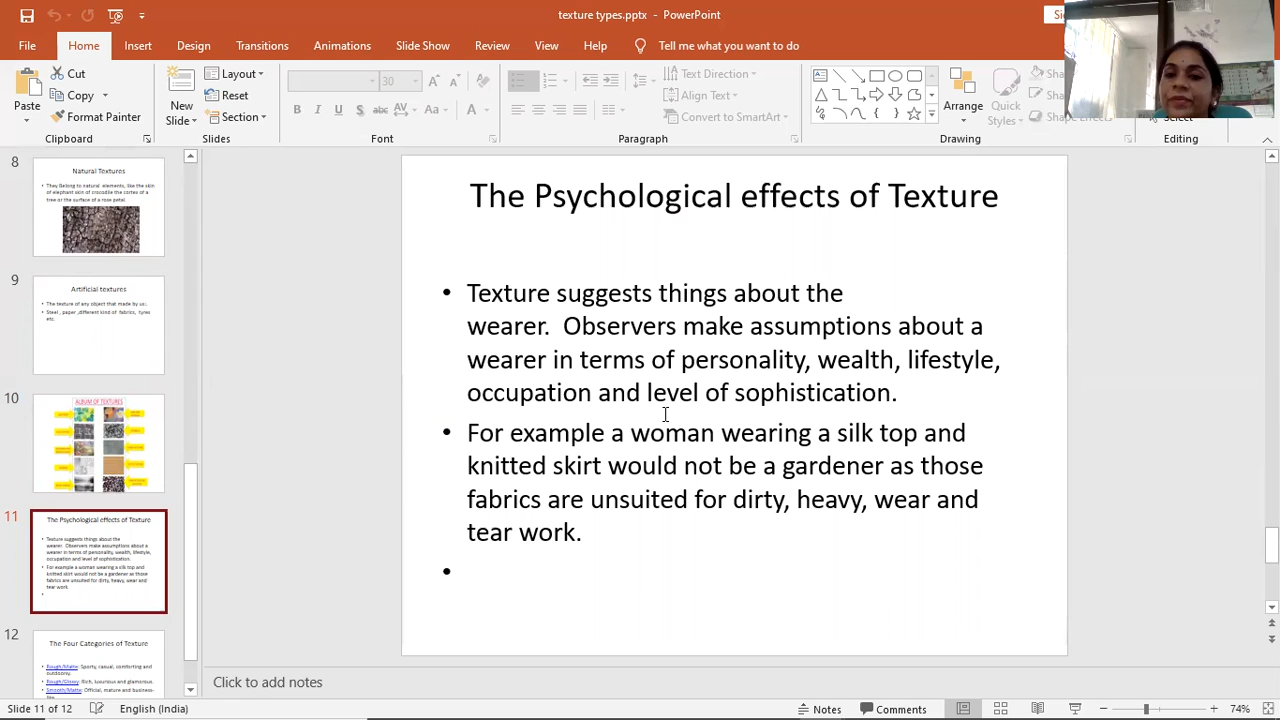 texture types.pptx - PowerPoint
File Home Insert Design Transitions Animations Slide Show Review View Help Tell me what you want to do
Paste
Cut
Copy
Format Painter
Clipboard
New
Slide
Layout
Reset
Section
Slides
30
B I U S abc AV Aa A
Font
Text Direction
Align Text
Convert to SmartArt
Paragraph
Arrange
Quick
Styles
Shape Effects
Select
Drawing
Editing
8
Natural Textures
• They Belong to natural elements, like the skin
of elephant skin of crocodile the cortex of a
tree or the surface of a rose petal.
9
Artificial textures
• The texture of any object that made by us:.
• Steel , paper ,different kind of fabrics, tyres
etc.
10
ALBUM OF TEXTURES
11
The Psychological effects of Texture
• Texture suggests things about the
wearer. Observers make assumptions about a
wearer in terms of personality, wealth, lifestyle,
occupation and level of sophistication.
• For example a woman wearing a silk top and
knitted skirt would not be a gardener as those
fabrics are unsuited for dirty, heavy, wear and
tear work.
•
12
The Four Categories of Texture
• Rough/Matte: Sporty, casual, comforting and
outdoorsy.
• Rough/Glossy: Rich, luxurious and glamorous.
• Smooth/Matte: Official, mature and business-
The Psychological effects of Texture
• Texture suggests things about the
wearer. Observers make assumptions about a
wearer in terms of personality, wealth, lifestyle,
occupation and level of sophistication.
• For example a woman wearing a silk top and
knitted skirt would not be a gardener as those
fabrics are unsuited for dirty, heavy, wear and
tear work.
•
Click to add notes
Slide 11 of 12 English (India) Notes Comments 74%